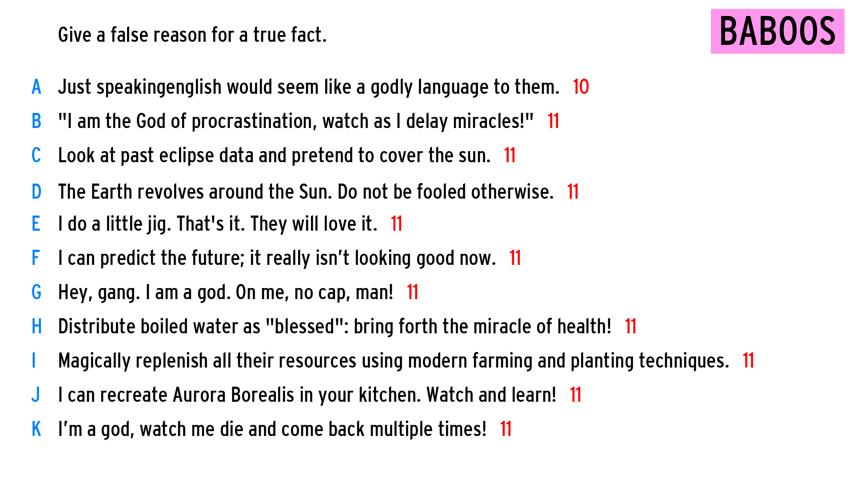 Give a false reason for a true fact.
BABOOS
A Just speakingenglish would seem like a godly language to them. 10
B "I am the God of procrastination, watch as I delay miracles!" 11
C Look at past eclipse data and pretend to cover the sun. 11
D The Earth revolves around the Sun. Do not be fooled otherwise. 11
E I do a little jig. That's it. They will love it. 11
F I can predict the future; it really isn’t looking good now. 11
G Hey, gang. I am a god. On me, no cap, man! 11
H Distribute boiled water as "blessed": bring forth the miracle of health! 11
I Magically replenish all their resources using modern farming and planting techniques. 11
J I can recreate Aurora Borealis in your kitchen. Watch and learn! 11
K I’m a god, watch me die and come back multiple times! 11